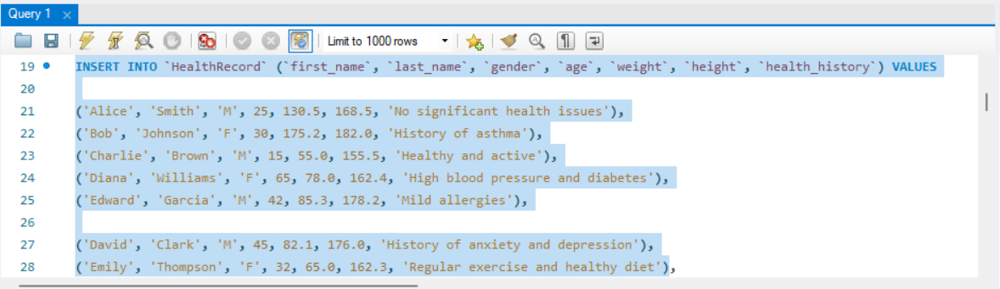 Query 1
Limit to 1000 rows
19 INSERT INTO `HealthRecord` (`first_name`, `last_name`, `gender`, `age`, `weight`, `height`, `health_history`) VALUES
20
21 ('Alice', 'Smith', 'M', 25, 130.5, 168.5, 'No significant health issues'),
22 ('Bob', 'Johnson', 'F', 30, 175.2, 182.0, 'History of asthma'),
23 ('Charlie', 'Brown', 'M', 15, 55.0, 155.5, 'Healthy and active'),
24 ('Diana', 'Williams', 'F', 65, 78.0, 162.4, 'High blood pressure and diabetes'),
25 ('Edward', 'Garcia', 'M', 42, 85.3, 178.2, 'Mild allergies'),
26
27 ('David', 'Clark', 'M', 45, 82.1, 176.0, 'History of anxiety and depression'),
28 ('Emily', 'Thompson', 'F', 32, 65.0, 162.3, 'Regular exercise and healthy diet'),